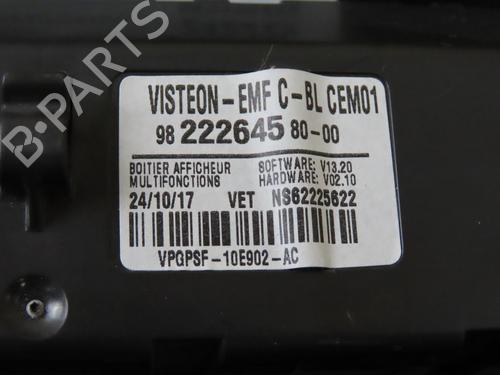 B-PARTS
VISTEON-EMF C-BL CEM01
98 222645 80-00
BOITIER AFFICHEUR SOFTWARE: V13.20
MULTIFONCTIONS HARDWARE: V02.10
24/10/17 VET NS62225622
VPGPSF-10E902-AC